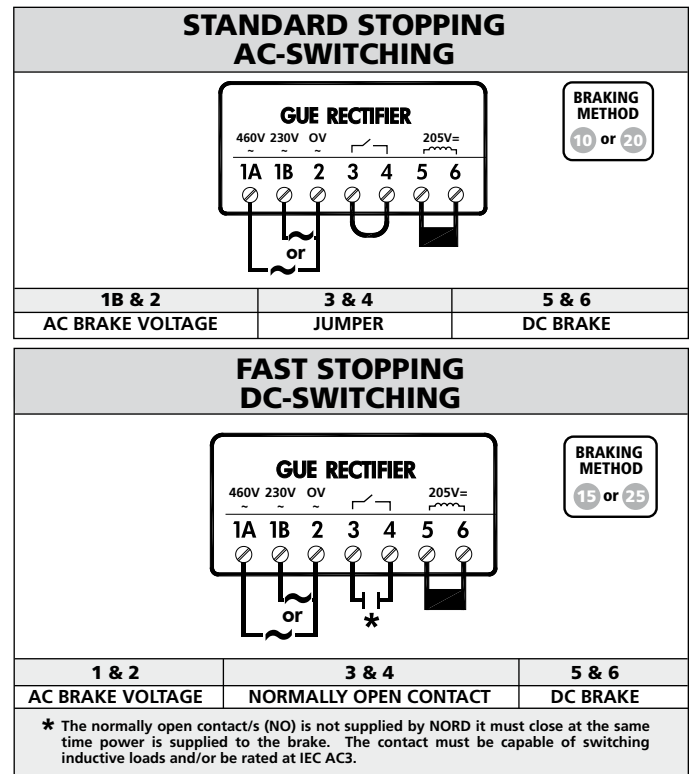 STANDARD STOPPING
AC-SWITCHING
BRAKING
METHOD
10 or 20
GUE RECTIFIER
460V 230V OV 205V=
~ ~ ~
1A 1B 2 3 4 5 6
~
or
~
1B & 2 3 & 4 5 & 6
AC BRAKE VOLTAGE JUMPER DC BRAKE
FAST STOPPING
DC-SWITCHING
BRAKING
METHOD
15 or 25
GUE RECTIFIER
460V 230V OV 205V=
~ ~ ~
1A 1B 2 3 4 5 6
~
or
~
*
1 & 2 3 & 4 5 & 6
AC BRAKE VOLTAGE NORMALLY OPEN CONTACT DC BRAKE
* The normally open contact/s (NO) is not supplied by NORD it must close at the same
time power is supplied to the brake. The contact must be capable of switching
inductive loads and/or be rated at IEC AC3.